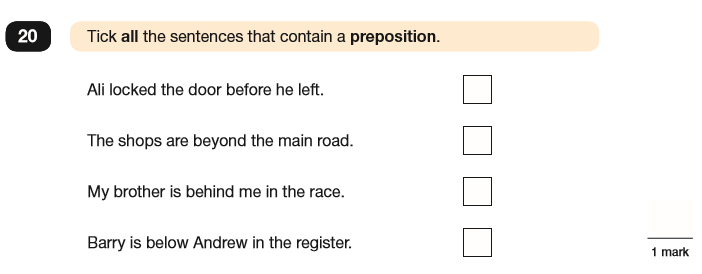 20 Tick all the sentences that contain a preposition.
Ali locked the door before he left.
The shops are beyond the main road.
My brother is behind me in the race.
Barry is below Andrew in the register.
1 mark